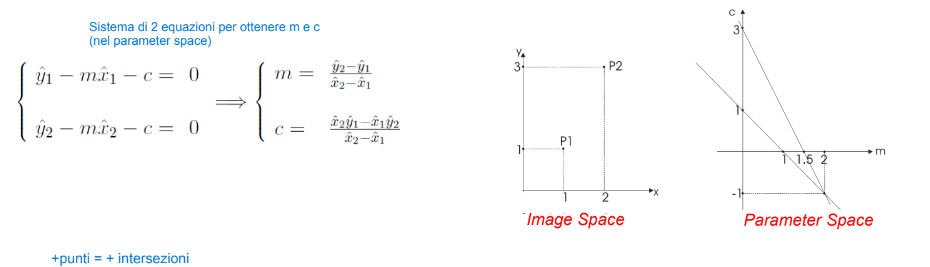 Sistema di 2 equazioni per ottenere m e c
(nel parameter space)
ŷ₁ − mx̂₁ − c = 0
ŷ₂ − mx̂₂ − c = 0
⟹
m = (ŷ₂−ŷ₁)/(x̂₂−x̂₁)
c = (x̂₂ŷ₁−x̂₁ŷ₂)/(x̂₂−x̂₁)
y
3
P2
1
P1
1 2
x
Image Space
c
3
1
1 1.5 2
m
-1
Parameter Space
+punti = + intersezioni